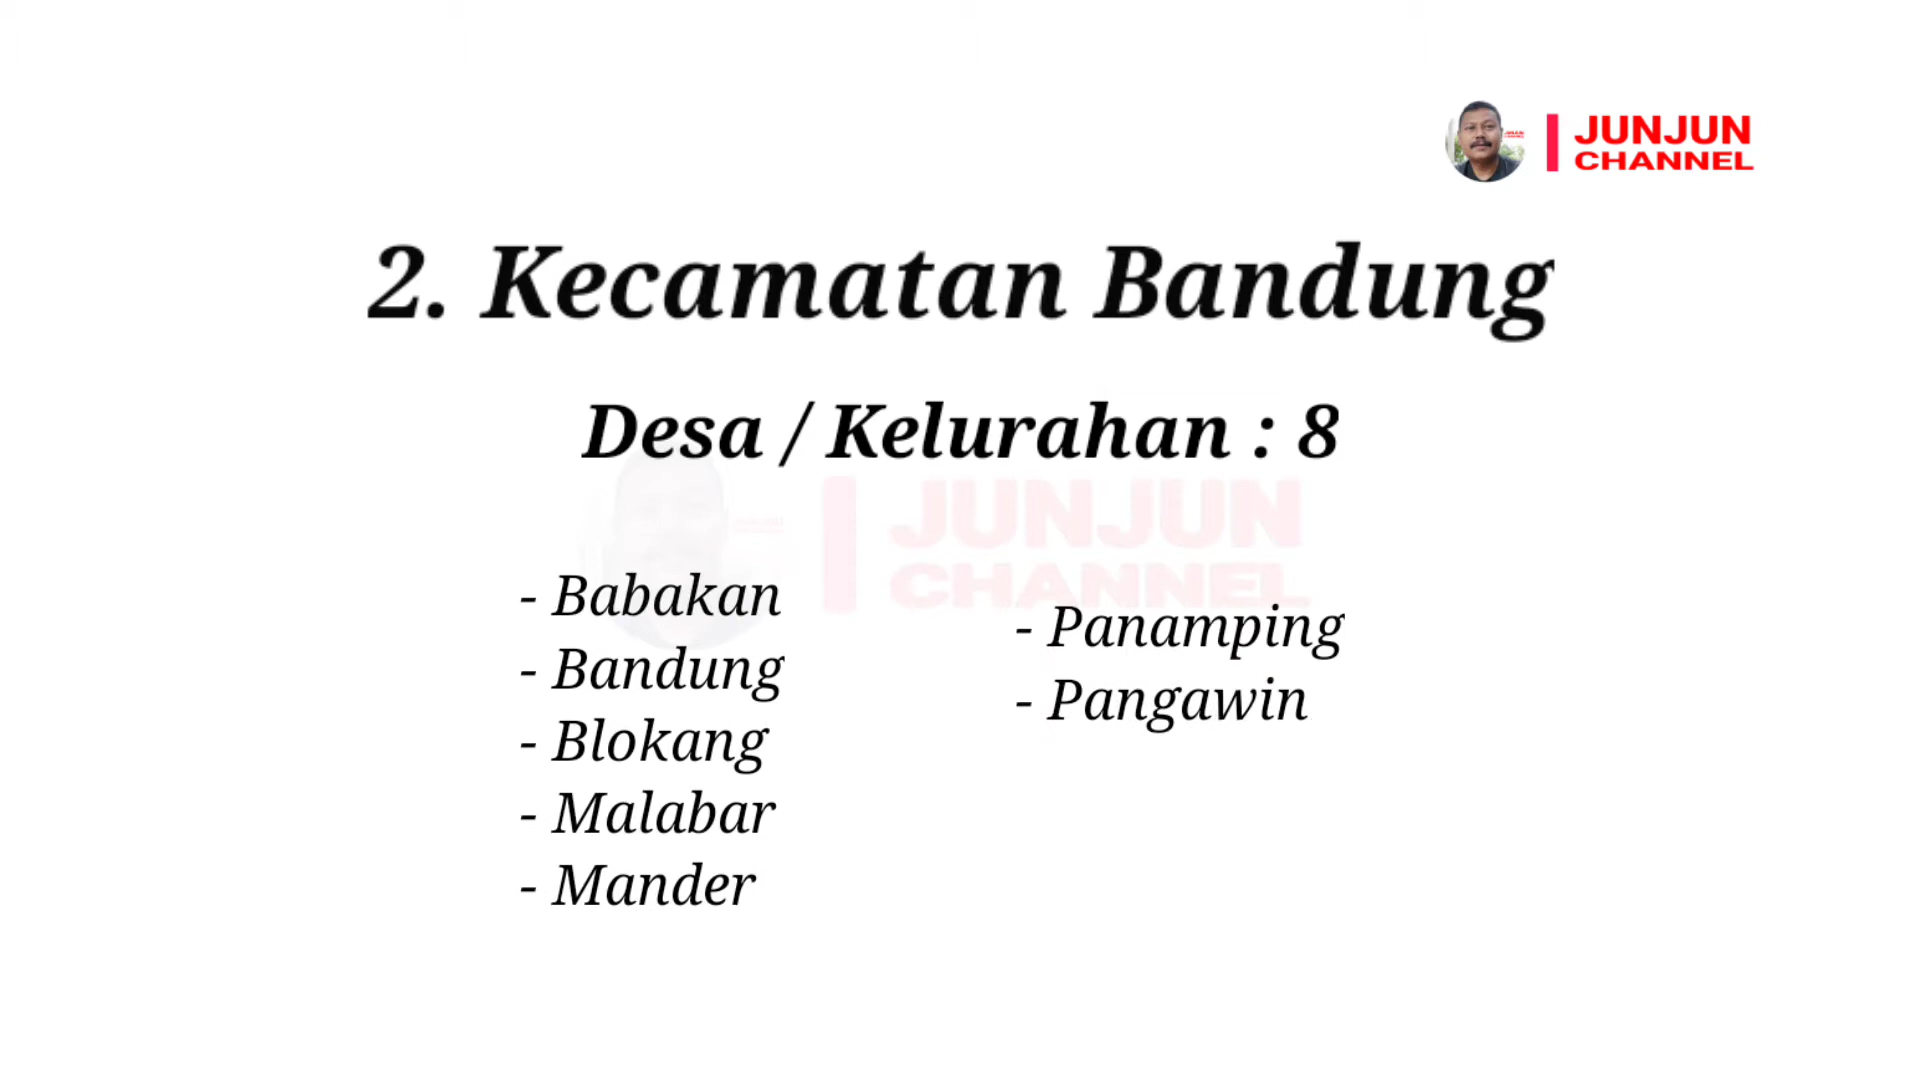 JUNJUN
CHANNEL
2. Kecamatan Bandung
Desa / Kelurahan : 8
JUNJUN
CHANNEL
- Babakan
- Bandung
- Blokang
- Malabar
- Mander
- Panamping
- Pangawin